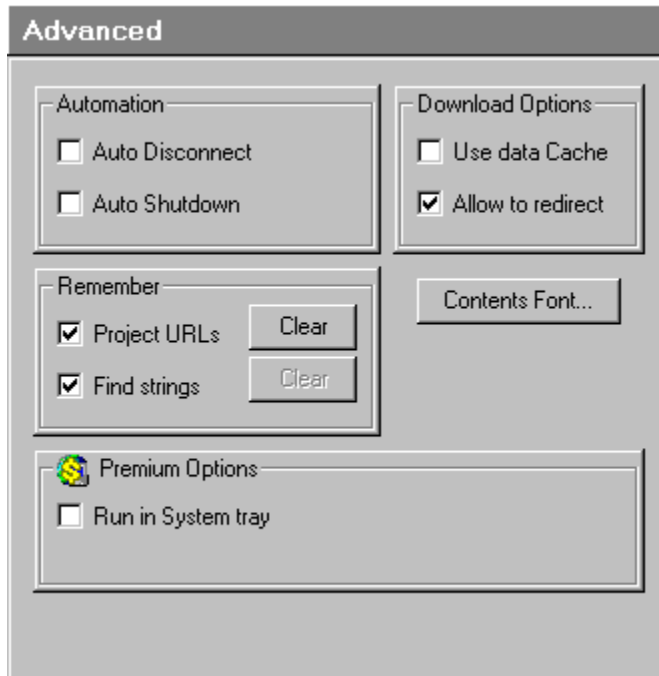 Advanced
Automation
Auto Disconnect
Auto Shutdown
Download Options
Use data Cache
Allow to redirect
Remember
Project URLs
Clear
Find strings
Clear
Contents Font...
Premium Options
Run in System tray